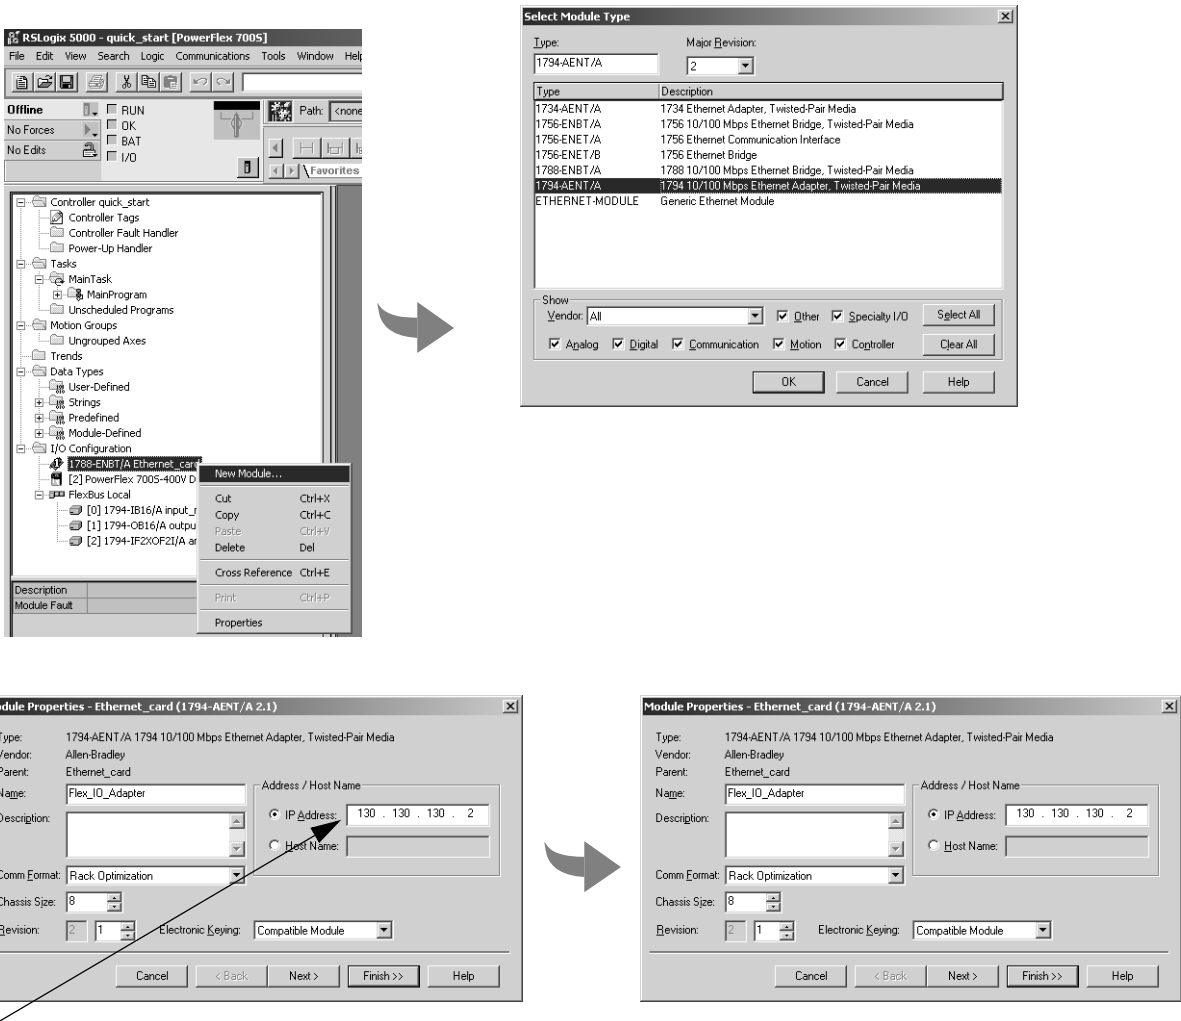 RSLogix 5000 - quick_start [PowerFlex 700S]
File Edit View Search Logic Communications Tools Window Help
Offline
RUN
Path: <none
No Forces
OK
No Edits
BAT
I/O
Favorites
Controller quick_start
Controller Tags
Controller Fault Handler
Power-Up Handler
Tasks
MainTask
MainProgram
Unscheduled Programs
Motion Groups
Ungrouped Axes
Trends
Data Types
User-Defined
Strings
Predefined
Module-Defined
I/O Configuration
1788-ENBT/A Ethernet_card
[2] PowerFlex 700S-400V D
FlexBus Local
[0] 1794-IB16/A input_r
[1] 1794-OB16/A outpu
[2] 1794-IF2XOF2I/A ar
New Module...
Cut Ctrl+X
Copy Ctrl+C
Paste Ctrl+V
Delete Del
Cross Reference Ctrl+E
Print Ctrl+P
Properties
Description
Module Fault
Select Module Type
Type: Major Revision:
1794-AENT/A 2
Type Description
1734-AENT/A 1734 Ethernet Adapter, Twisted-Pair Media
1756-ENBT/A 1756 10/100 Mbps Ethernet Bridge, Twisted-Pair Media
1756-ENET/A 1756 Ethernet Communication Interface
1756-ENET/B 1756 Ethernet Bridge
1788-ENBT/A 1788 10/100 Mbps Ethernet Bridge, Twisted-Pair Media
1794-AENT/A 1794 10/100 Mbps Ethernet Adapter, Twisted-Pair Media
ETHERNET-MODULE Generic Ethernet Module
Show
Vendor: All Other Specialty I/O Select All
Analog Digital Communication Motion Controller Clear All
OK Cancel Help
odule Properties - Ethernet_card (1794-AENT/A 2.1)
Type: 1794-AENT/A 1794 10/100 Mbps Ethernet Adapter, Twisted-Pair Media
Vendor: Allen-Bradley
Parent: Ethernet_card
Name: Flex_IO_Adapter
Address / Host Name
IP Address: 130 . 130 . 130 . 2
Description:
Host Name:
Comm Format: Rack Optimization
Chassis Size: 8
Revision: 2 1 Electronic Keying: Compatible Module
Cancel < Back Next > Finish >> Help
Module Properties - Ethernet_card (1794-AENT/A 2.1)
Type: 1794-AENT/A 1794 10/100 Mbps Ethernet Adapter, Twisted-Pair Media
Vendor: Allen-Bradley
Parent: Ethernet_card
Name: Flex_IO_Adapter
Address / Host Name
IP Address: 130 . 130 . 130 . 2
Description:
Host Name:
Comm Format: Rack Optimization
Chassis Size: 8
Revision: 2 1 Electronic Keying: Compatible Module
Cancel < Back Next > Finish >> Help